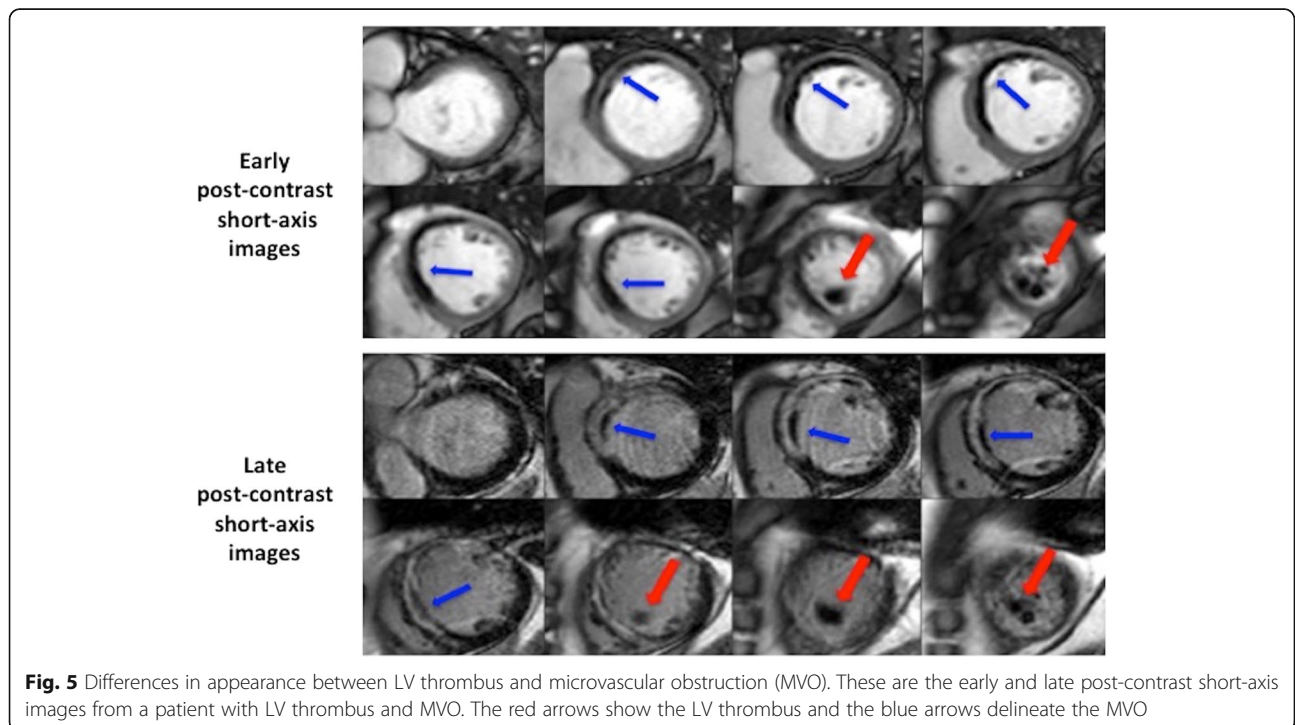 Early
post-contrast
short-axis
images
Late
post-contrast
short-axis
images
Fig. 5 Differences in appearance between LV thrombus and microvascular obstruction (MVO). These are the early and late post-contrast short-axis
images from a patient with LV thrombus and MVO. The red arrows show the LV thrombus and the blue arrows delineate the MVO